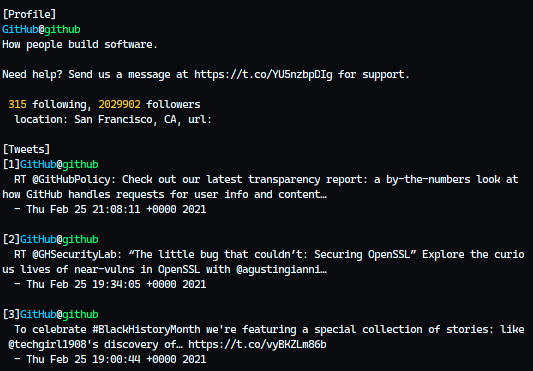 [Profile]
GitHub@github
How people build software.
Need help? Send us a message at https://t.co/YU5nzbpDIg for support.
315 following, 2029902 followers
location: San Francisco, CA, url:
[Tweets]
[1]GitHub@github
RT @GitHubPolicy: Check out our latest transparency report: a by-the-numbers look at
how GitHub handles requests for user info and content…
- Thu Feb 25 21:08:11 +0000 2021
[2]GitHub@github
RT @GHSecurityLab: “The little bug that couldn’t: Securing OpenSSL” Explore the curio
us lives of near-vulns in OpenSSL with @agustingianni…
- Thu Feb 25 19:34:05 +0000 2021
[3]GitHub@github
To celebrate #BlackHistoryMonth we're featuring a special collection of stories: like
@techgirl1908's discovery of… https://t.co/vyBKZLm86b
- Thu Feb 25 19:00:44 +0000 2021